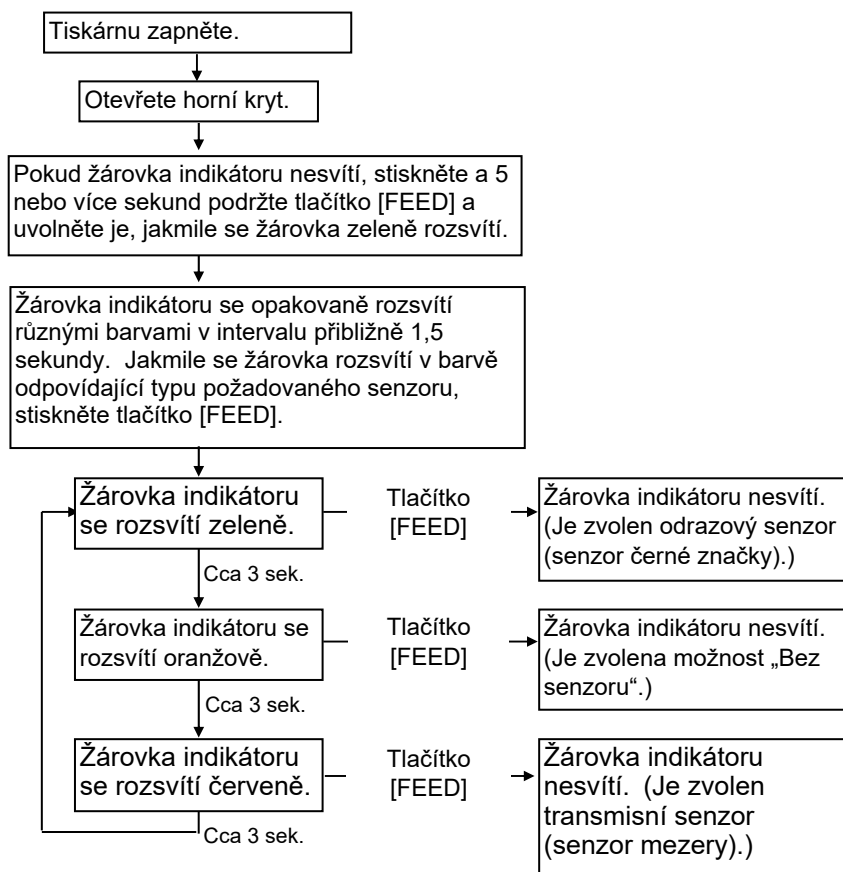 Tiskárnu zapněte.
Otevřete horní kryt.
Pokud žárovka indikátoru nesvítí, stiskněte a 5
nebo více sekund podržte tlačítko [FEED] a
uvolněte je, jakmile se žárovka zeleně rozsvítí.
Žárovka indikátoru se opakovaně rozsvítí
různými barvami v intervalu přibližně 1,5
sekundy.  Jakmile se žárovka rozsvítí v barvě
odpovídající typu požadovaného senzoru,
stiskněte tlačítko [FEED].
Žárovka indikátoru
se rozsvítí zeleně.
Tlačítko
[FEED]
Žárovka indikátoru nesvítí.
(Je zvolen odrazový senzor
(senzor černé značky).)
Cca 3 sek.
Žárovka indikátoru se
rozsvítí oranžově.
Tlačítko
[FEED]
Žárovka indikátoru nesvítí.
(Je zvolena možnost „Bez
senzoru“.)
Cca 3 sek.
Žárovka indikátoru
se rozsvítí červeně.
Tlačítko
[FEED]
Žárovka indikátoru
nesvítí.  (Je zvolen
transmisní senzor
(senzor mezery).)
Cca 3 sek.